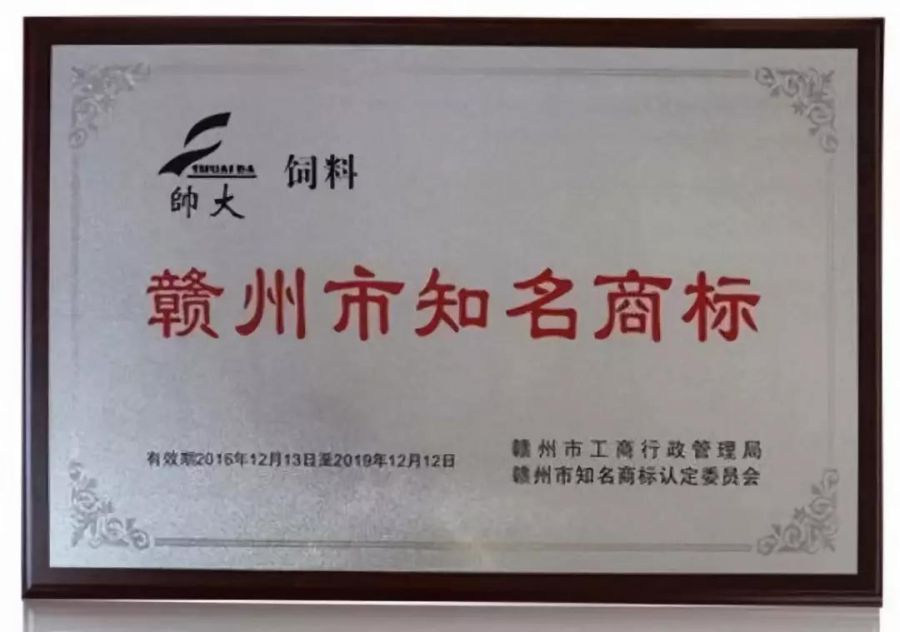 SHUAI DA
帥大 饲料
赣州市知名商标
有效期2016年12月13日至2019年12月12日
赣州市工商行政管理局
赣州市知名商标认定委员会